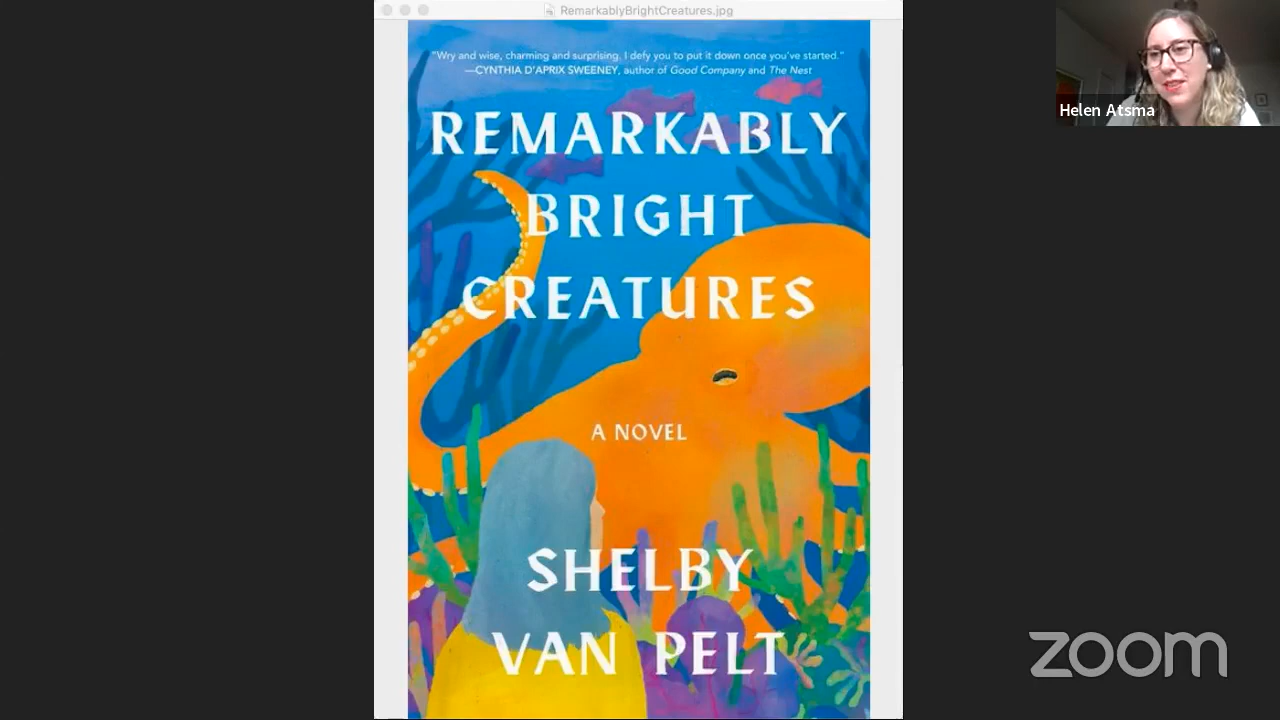 RemarkablyBrightCreatures.jpg
"Wry and wise, charming and surprising. I defy you to put it down once you've started."
—CYNTHIA D'APRIX SWEENEY, author of Good Company and The Nest
REMARKABLY
BRIGHT
CREATURES
A NOVEL
SHELBY
VAN PELT
Helen Atsma
zoom